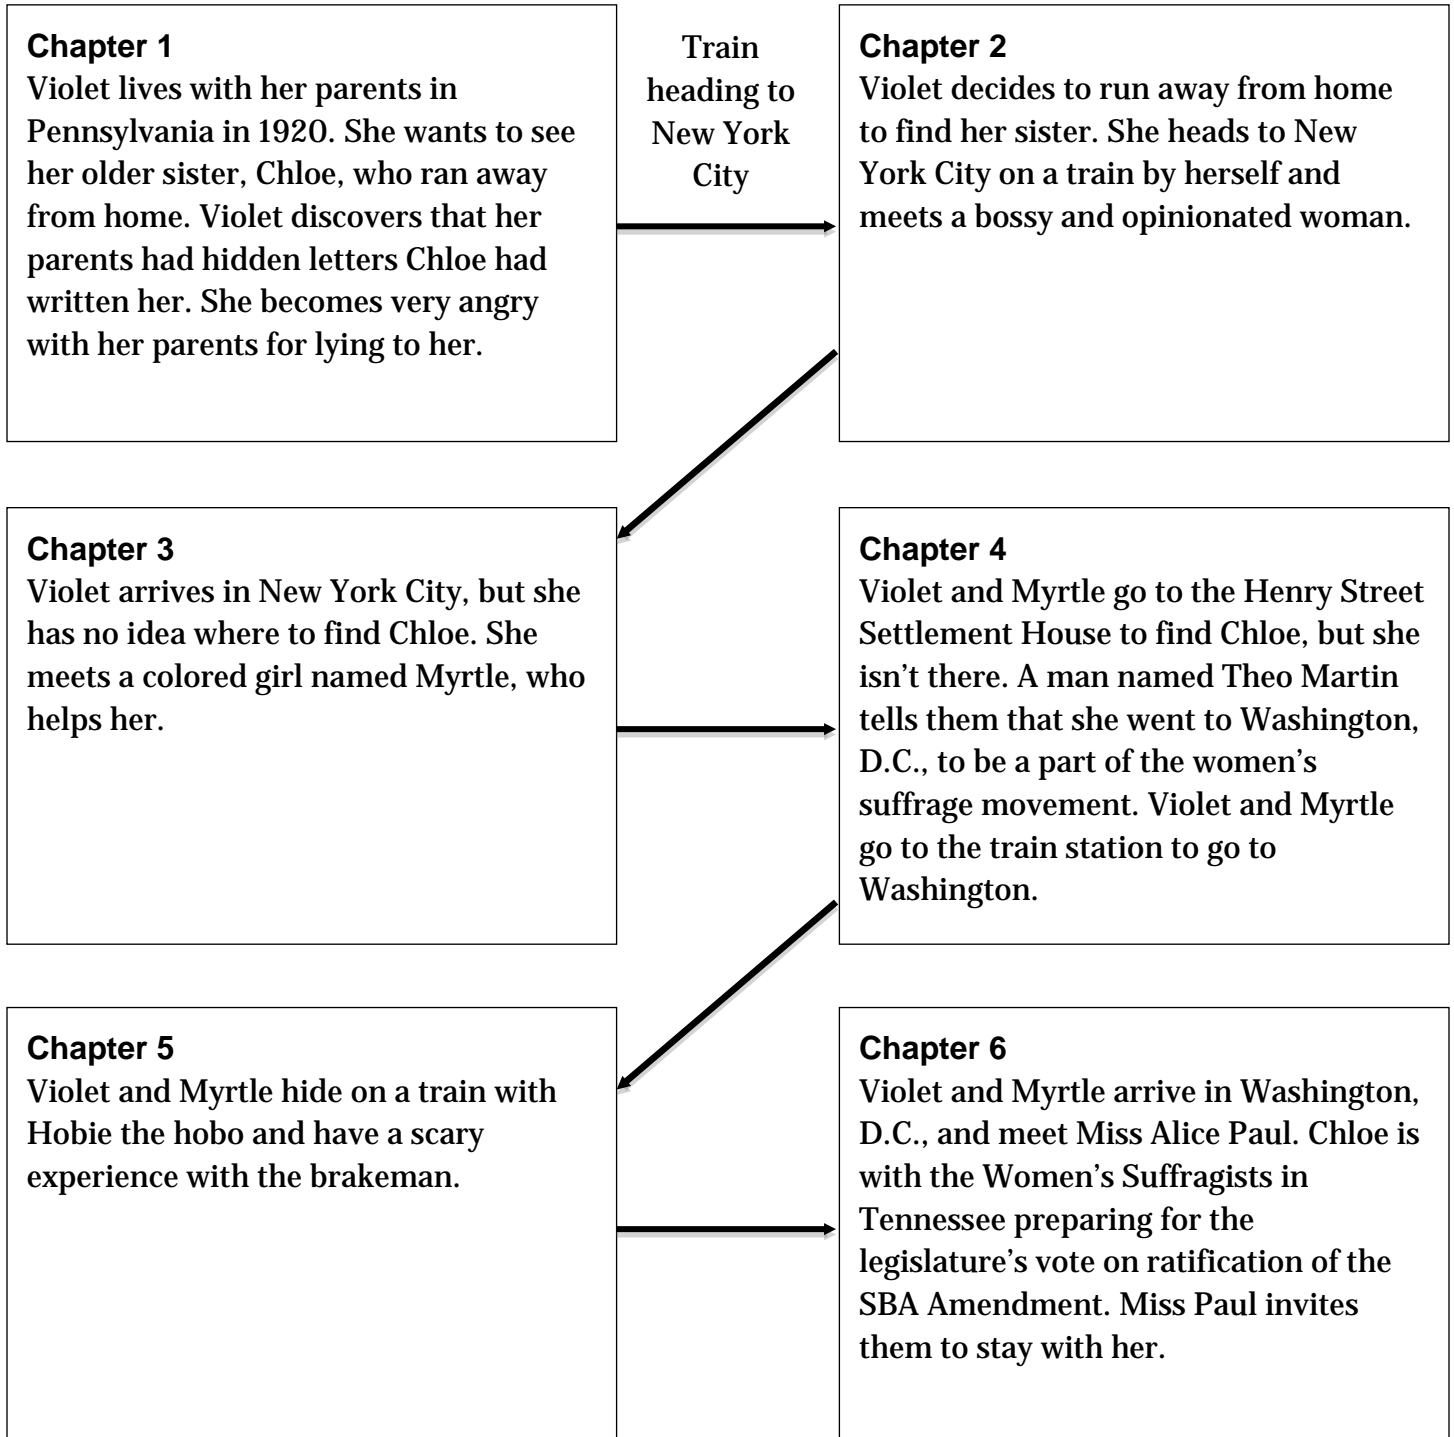 Chapter 1
Violet lives with her parents in
Pennsylvania in 1920. She wants to see
her older sister, Chloe, who ran away
from home. Violet discovers that her
parents had hidden letters Chloe had
written her. She becomes very angry
with her parents for lying to her.
Train
heading to
New York
City
Chapter 2
Violet decides to run away from home
to find her sister. She heads to New
York City on a train by herself and
meets a bossy and opinionated woman.
Chapter 3
Violet arrives in New York City, but she
has no idea where to find Chloe. She
meets a colored girl named Myrtle, who
helps her.
Chapter 4
Violet and Myrtle go to the Henry Street
Settlement House to find Chloe, but she
isn't there. A man named Theo Martin
tells them that she went to Washington,
D.C., to be a part of the women's
suffrage movement. Violet and Myrtle
go to the train station to go to
Washington.
Chapter 5
Violet and Myrtle hide on a train with
Hobie the hobo and have a scary
experience with the brakeman.
Chapter 6
Violet and Myrtle arrive in Washington,
D.C., and meet Miss Alice Paul. Chloe is
with the Women's Suffragists in
Tennessee preparing for the
legislature's vote on ratification of the
SBA Amendment. Miss Paul invites
them to stay with her.